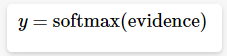 y = softmax(evidence)